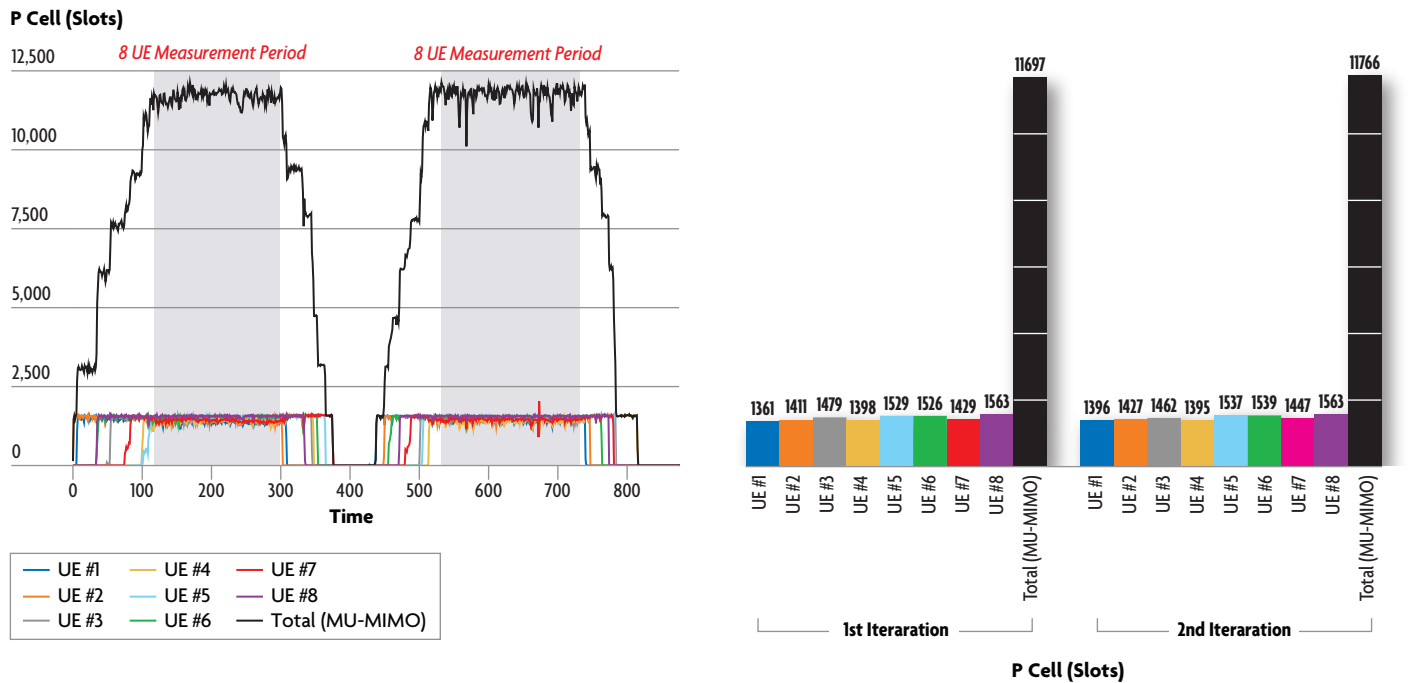 P Cell (Slots)
12,500
10,000
7,500
5,000
2,500
0
8 UE Measurement Period
8 UE Measurement Period
0 100 200 300 400 500 600 700 800
Time
UE #1 UE #4 UE #7
UE #2 UE #5 UE #8
UE #3 UE #6 Total (MU-MIMO)
1361 1411 1479 1398 1529 1526 1429 1563 11697
1396 1427 1462 1395 1537 1539 1447 1563 11766
UE #1 UE #2 UE #3 UE #4 UE #5 UE #6 UE #7 UE #8 Total (MU-MIMO)
UE #1 UE #2 UE #3 UE #4 UE #5 UE #6 UE #7 UE #8 Total (MU-MIMO)
1st Iteraration
2nd Iteraration
P Cell (Slots)